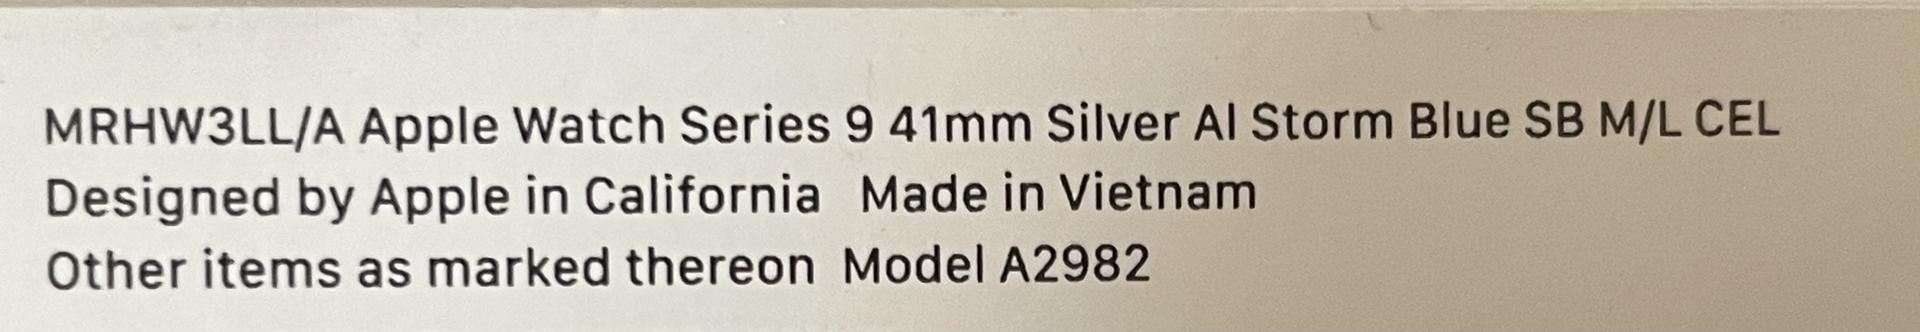 MRHW3LL/A Apple Watch Series 9 41mm Silver Al Storm Blue SB M/L CEL
Designed by Apple in California Made in Vietnam
Other items as marked thereon Model A2982